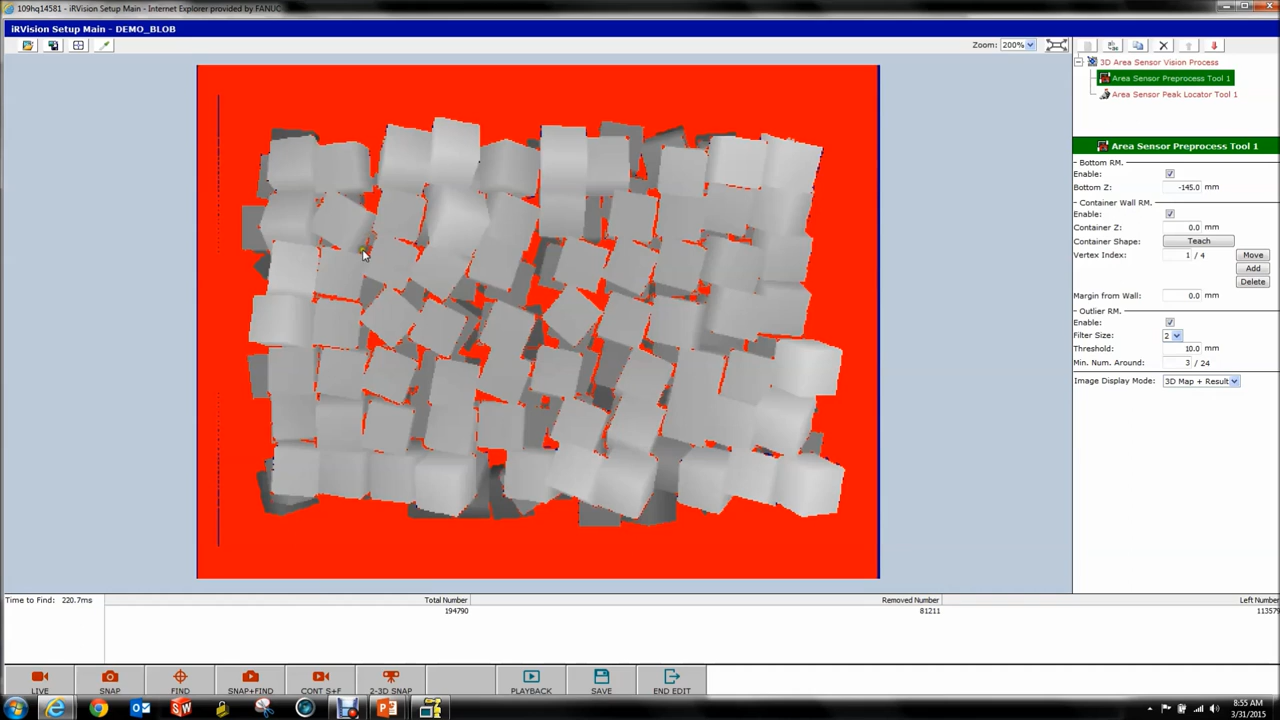 109hq14581 - iRVision Setup Main - Internet Explorer provided by FANUC
iRVision Setup Main - DEMO_BLOB
Zoom: 200%
3D Area Sensor Vision Process
Area Sensor Preprocess Tool 1
Area Sensor Peak Locator Tool 1
Area Sensor Preprocess Tool 1
Bottom RM.
Enable:
Bottom Z: -145.0 mm
Container Wall RM.
Enable:
Container Z: 0.0 mm
Container Shape: Teach
Vertex Index: 1 / 4 Move
Add
Delete
Margin from Wall: 0.0 mm
Outlier RM.
Enable:
Filter Size: 2
Threshold: 10.0 mm
Min. Num. Around: 3 / 24
Image Display Mode: 3D Map + Result
Time to Find: 220.7ms Total Number Removed Number Left Number
194790 81211 113579
LIVE SNAP FIND SNAP+FIND CONT S+F 2-3D SNAP PLAYBACK SAVE END EDIT
8:55 AM
3/31/2015